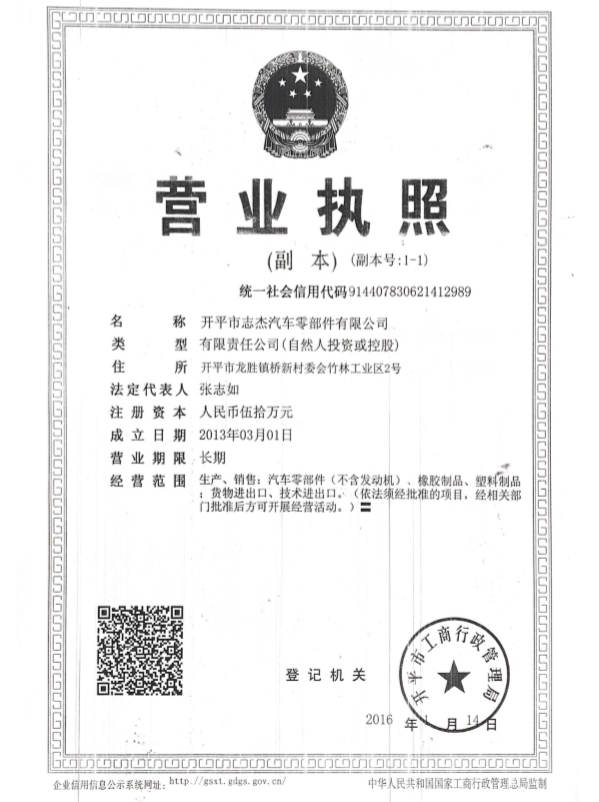 营业执照
(副 本) (副本号:1-1)
统一社会信用代码914407830621412989
名 称 开平市志杰汽车零部件有限公司
类 型 有限责任公司(自然人投资或控股)
住 所 开平市龙胜镇桥新村委会竹林工业区2号
法定代表人 张志如
注册资本 人民币伍拾万元
成立日期 2013年03月01日
营业期限 长期
经营范围 生产、销售：汽车零部件（不含发动机）、橡胶制品、塑料制品
；货物进出口、技术进出口。（依法须经批准的项目，经相关部
门批准后方可开展经营活动。）〓
登记机关
开平市工商行政管理局
2016 年 1 月 14 日
企业信用信息公示系统网址： http://gsxt.gdgs.gov.cn/ 中华人民共和国国家工商行政管理总局监制